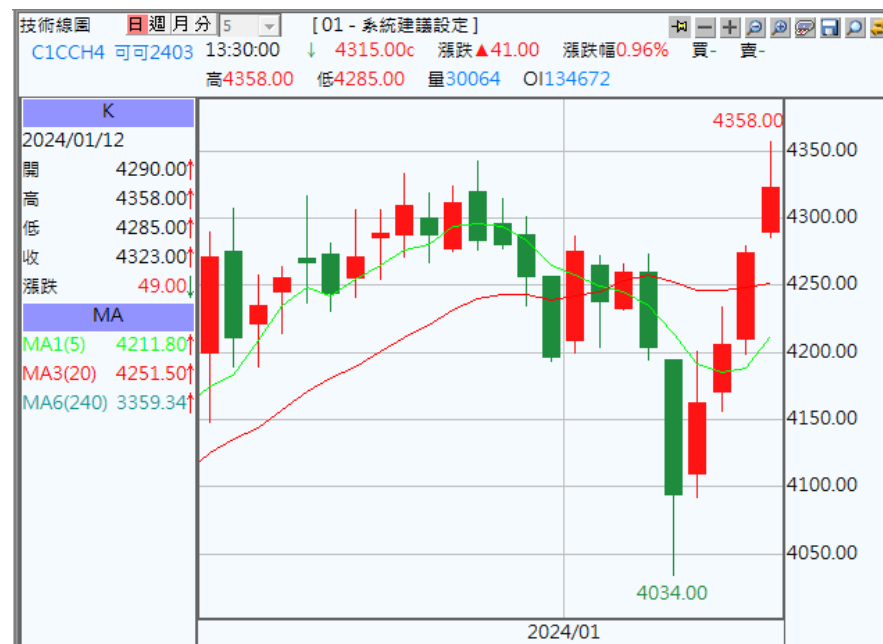 技術線圖 日 週 月 分 5 [01 - 系統建議設定]
C1CCH4 可可2403 13:30:00 ↓ 4315.00c 漲跌▲41.00 漲跌幅0.96% 買- 賣-
高4358.00 低4285.00 量30064 OI134672
K
2024/01/12
開 4290.00↑
高 4358.00↑
低 4285.00↑
收 4323.00↑
漲跌 49.00↓
MA
MA1(5) 4211.80↑
MA3(20) 4251.50↑
MA6(240) 3359.34↑
4358.00
4350.00
4300.00
4250.00
4200.00
4150.00
4100.00
4050.00
4034.00
2024/01